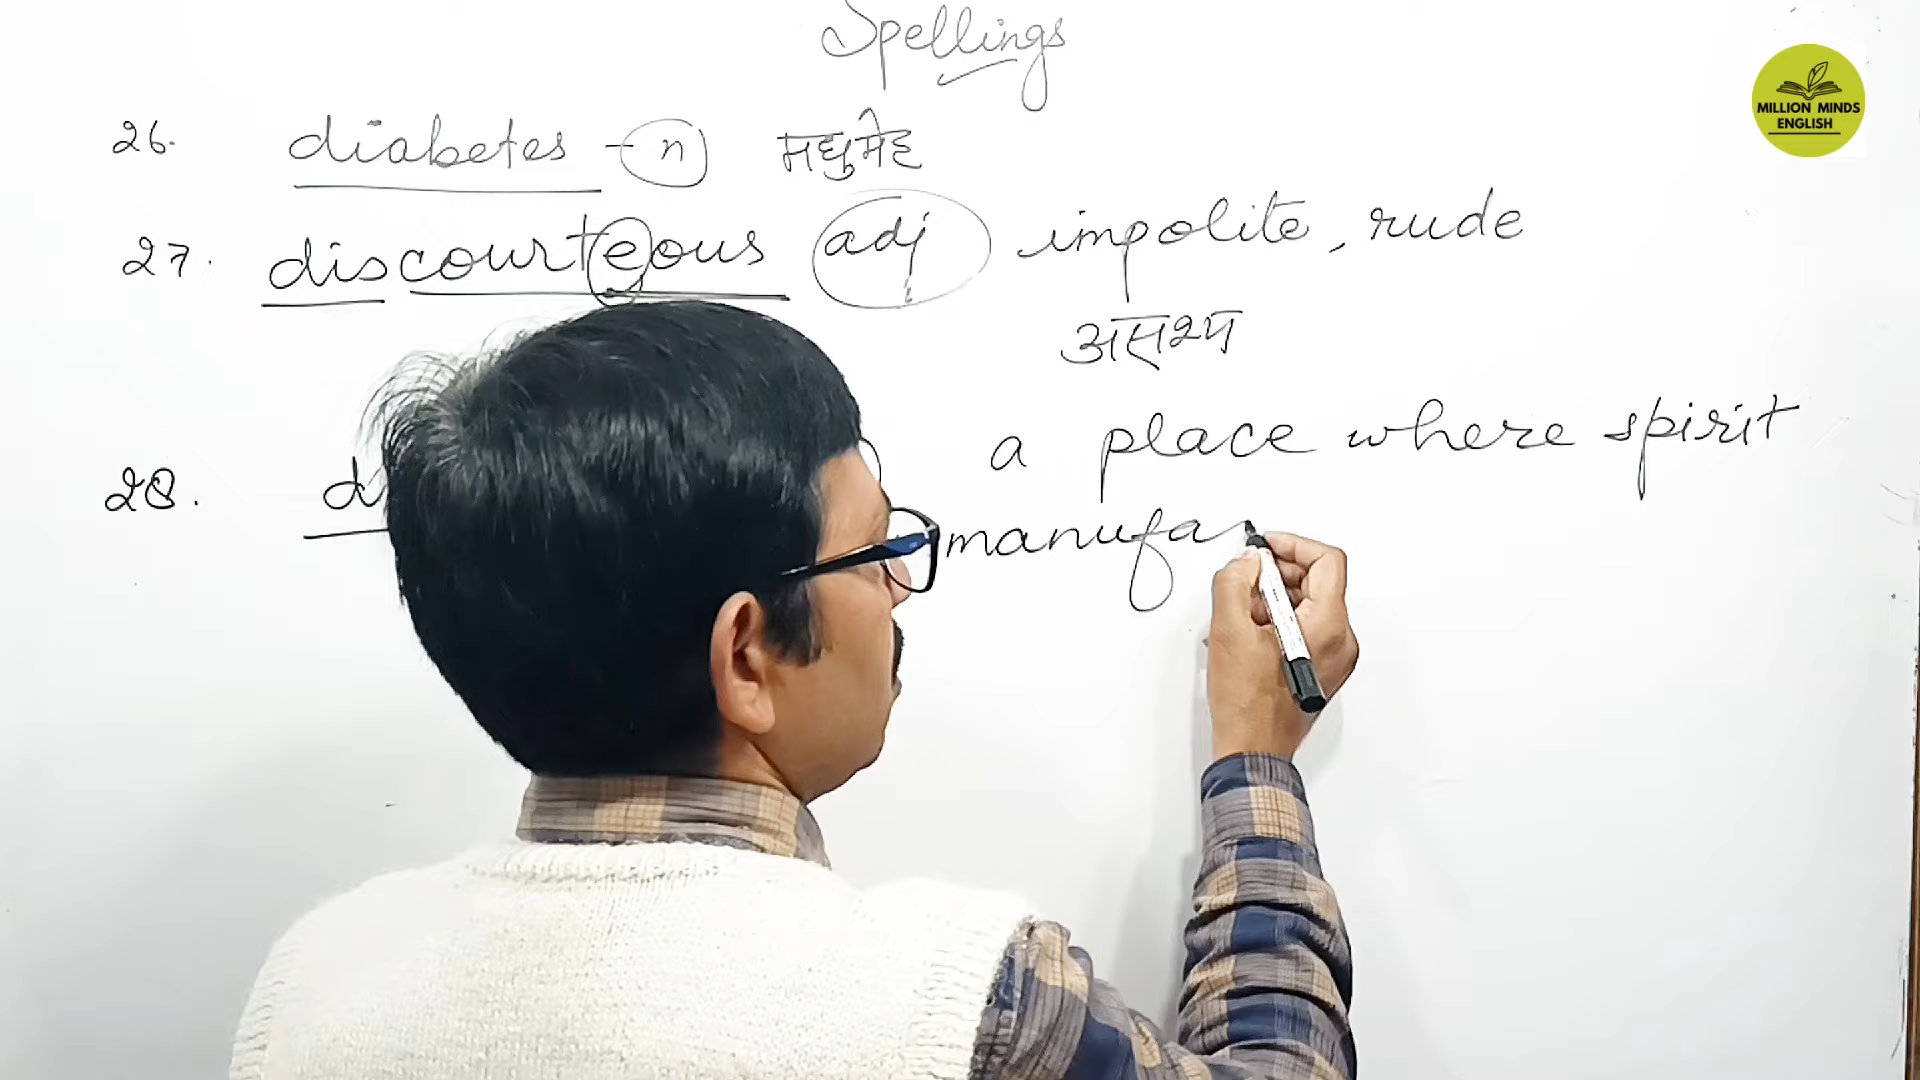 Spellings
MILLION MINDS
ENGLISH
26. diabetes - n मधुमेह
27. discourteous adj impolite, rude
असभ्य
28. a place where spirit
manufa